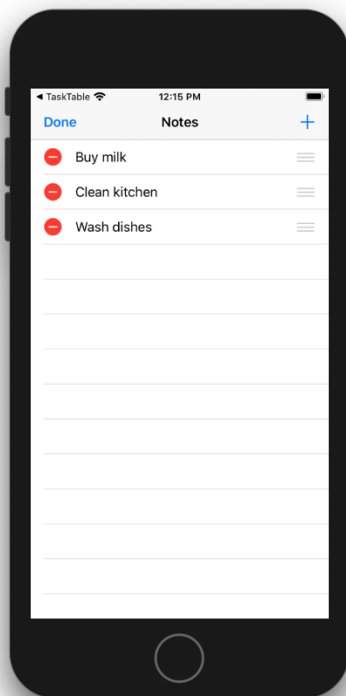 TaskTable 12:15 PM
Done Notes +
Buy milk
Clean kitchen
Wash dishes